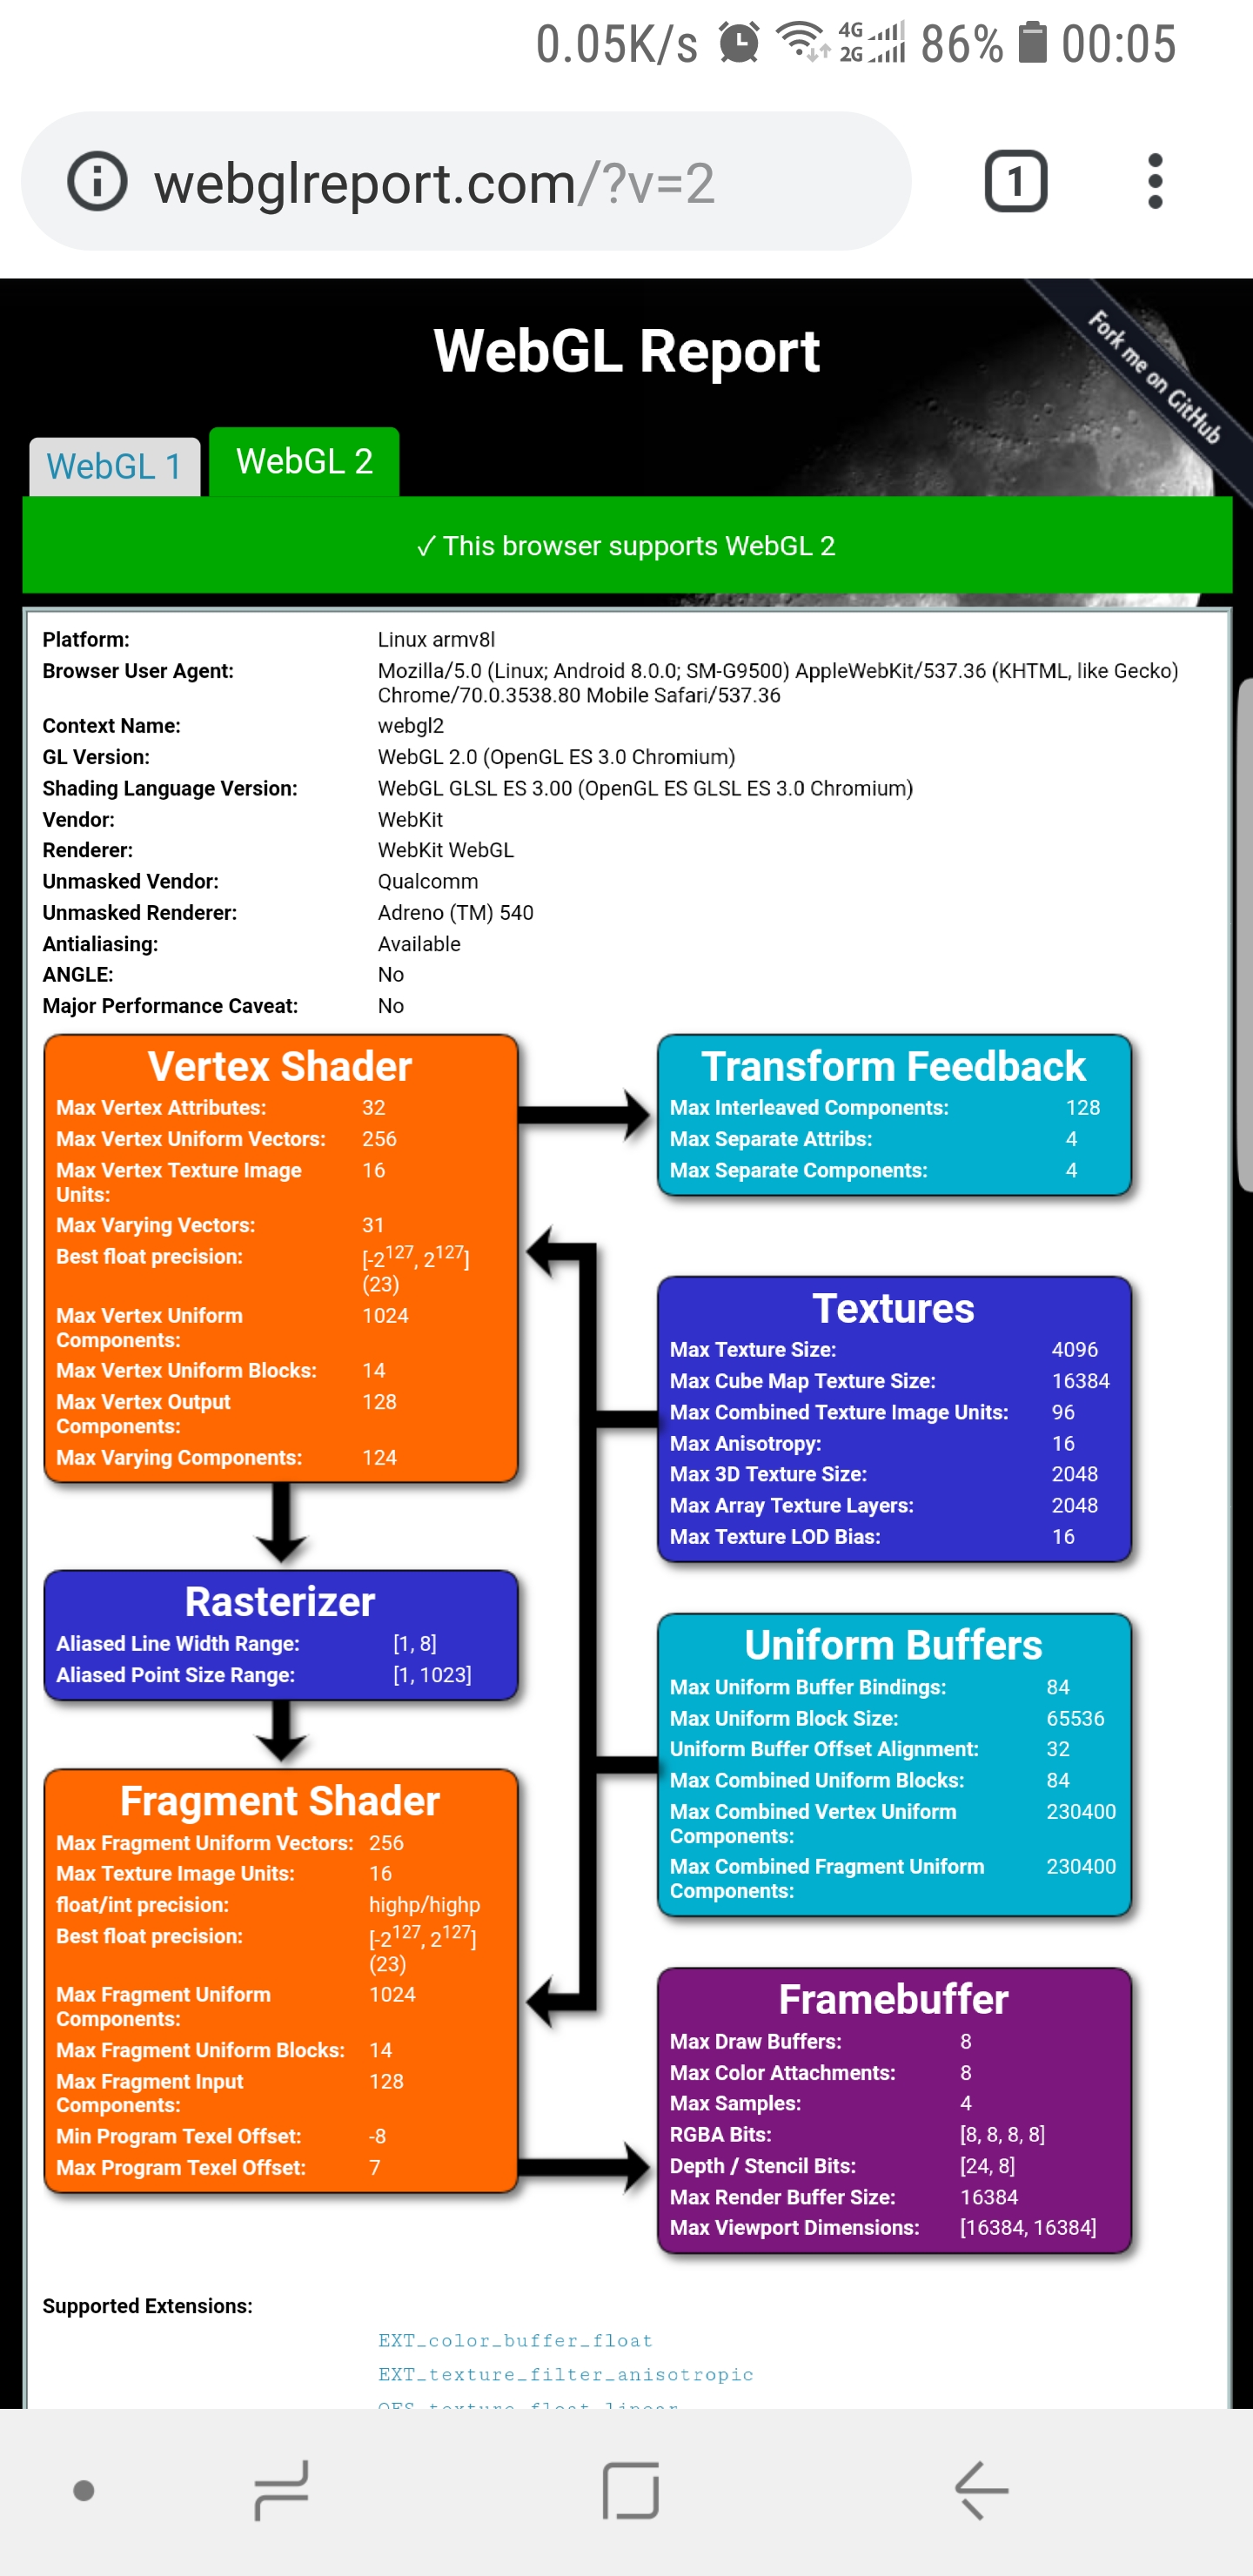 0.05K/s 4G 2G 86% 00:05
webglreport.com/?v=2 1
WebGL Report
Fork me on GitHub
WebGL 1 WebGL 2
✓ This browser supports WebGL 2
Platform: Linux armv8l
Browser User Agent: Mozilla/5.0 (Linux; Android 8.0.0; SM-G9500) AppleWebKit/537.36 (KHTML, like Gecko)
Chrome/70.0.3538.80 Mobile Safari/537.36
Context Name: webgl2
GL Version: WebGL 2.0 (OpenGL ES 3.0 Chromium)
Shading Language Version: WebGL GLSL ES 3.00 (OpenGL ES GLSL ES 3.0 Chromium)
Vendor: WebKit
Renderer: WebKit WebGL
Unmasked Vendor: Qualcomm
Unmasked Renderer: Adreno (TM) 540
Antialiasing: Available
ANGLE: No
Major Performance Caveat: No
Vertex Shader
Max Vertex Attributes: 32
Max Vertex Uniform Vectors: 256
Max Vertex Texture Image 16
Units:
Max Varying Vectors: 31
Best float precision: [-2^127, 2^127]
(23)
Max Vertex Uniform 1024
Components:
Max Vertex Uniform Blocks: 14
Max Vertex Output 128
Components:
Max Varying Components: 124
Transform Feedback
Max Interleaved Components: 128
Max Separate Attribs: 4
Max Separate Components: 4
Textures
Max Texture Size: 4096
Max Cube Map Texture Size: 16384
Max Combined Texture Image Units: 96
Max Anisotropy: 16
Max 3D Texture Size: 2048
Max Array Texture Layers: 2048
Max Texture LOD Bias: 16
Rasterizer
Aliased Line Width Range: [1, 8]
Aliased Point Size Range: [1, 1023]
Uniform Buffers
Max Uniform Buffer Bindings: 84
Max Uniform Block Size: 65536
Uniform Buffer Offset Alignment: 32
Max Combined Uniform Blocks: 84
Max Combined Vertex Uniform 230400
Components:
Max Combined Fragment Uniform 230400
Components:
Fragment Shader
Max Fragment Uniform Vectors: 256
Max Texture Image Units: 16
float/int precision: highp/highp
Best float precision: [-2^127, 2^127]
(23)
Max Fragment Uniform 1024
Components:
Max Fragment Uniform Blocks: 14
Max Fragment Input 128
Components:
Min Program Texel Offset: -8
Max Program Texel Offset: 7
Framebuffer
Max Draw Buffers: 8
Max Color Attachments: 8
Max Samples: 4
RGBA Bits: [8, 8, 8, 8]
Depth / Stencil Bits: [24, 8]
Max Render Buffer Size: 16384
Max Viewport Dimensions: [16384, 16384]
Supported Extensions:
EXT_color_buffer_float
EXT_texture_filter_anisotropic
OES_texture_float_linear